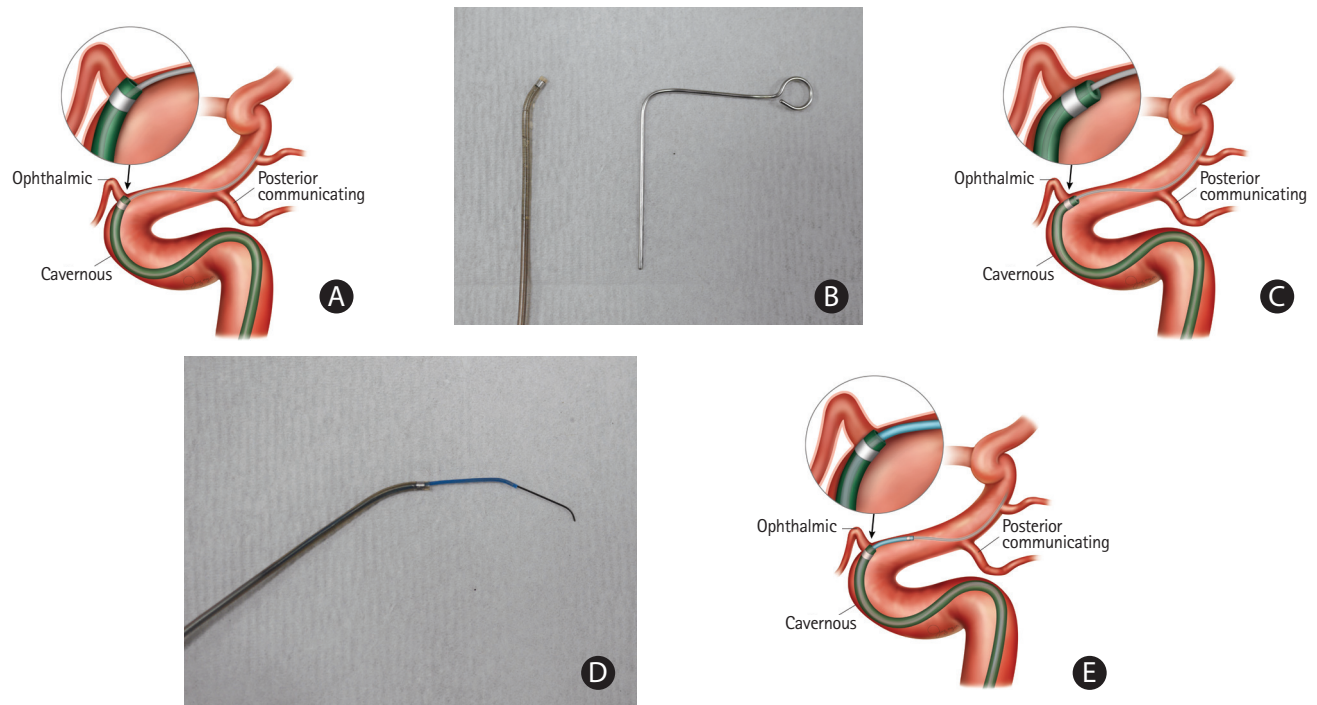 Ophthalmic
Posterior
communicating
Cavernous
A
B
Ophthalmic
Posterior
communicating
Cavernous
C
D
Ophthalmic
Posterior
communicating
Cavernous
E